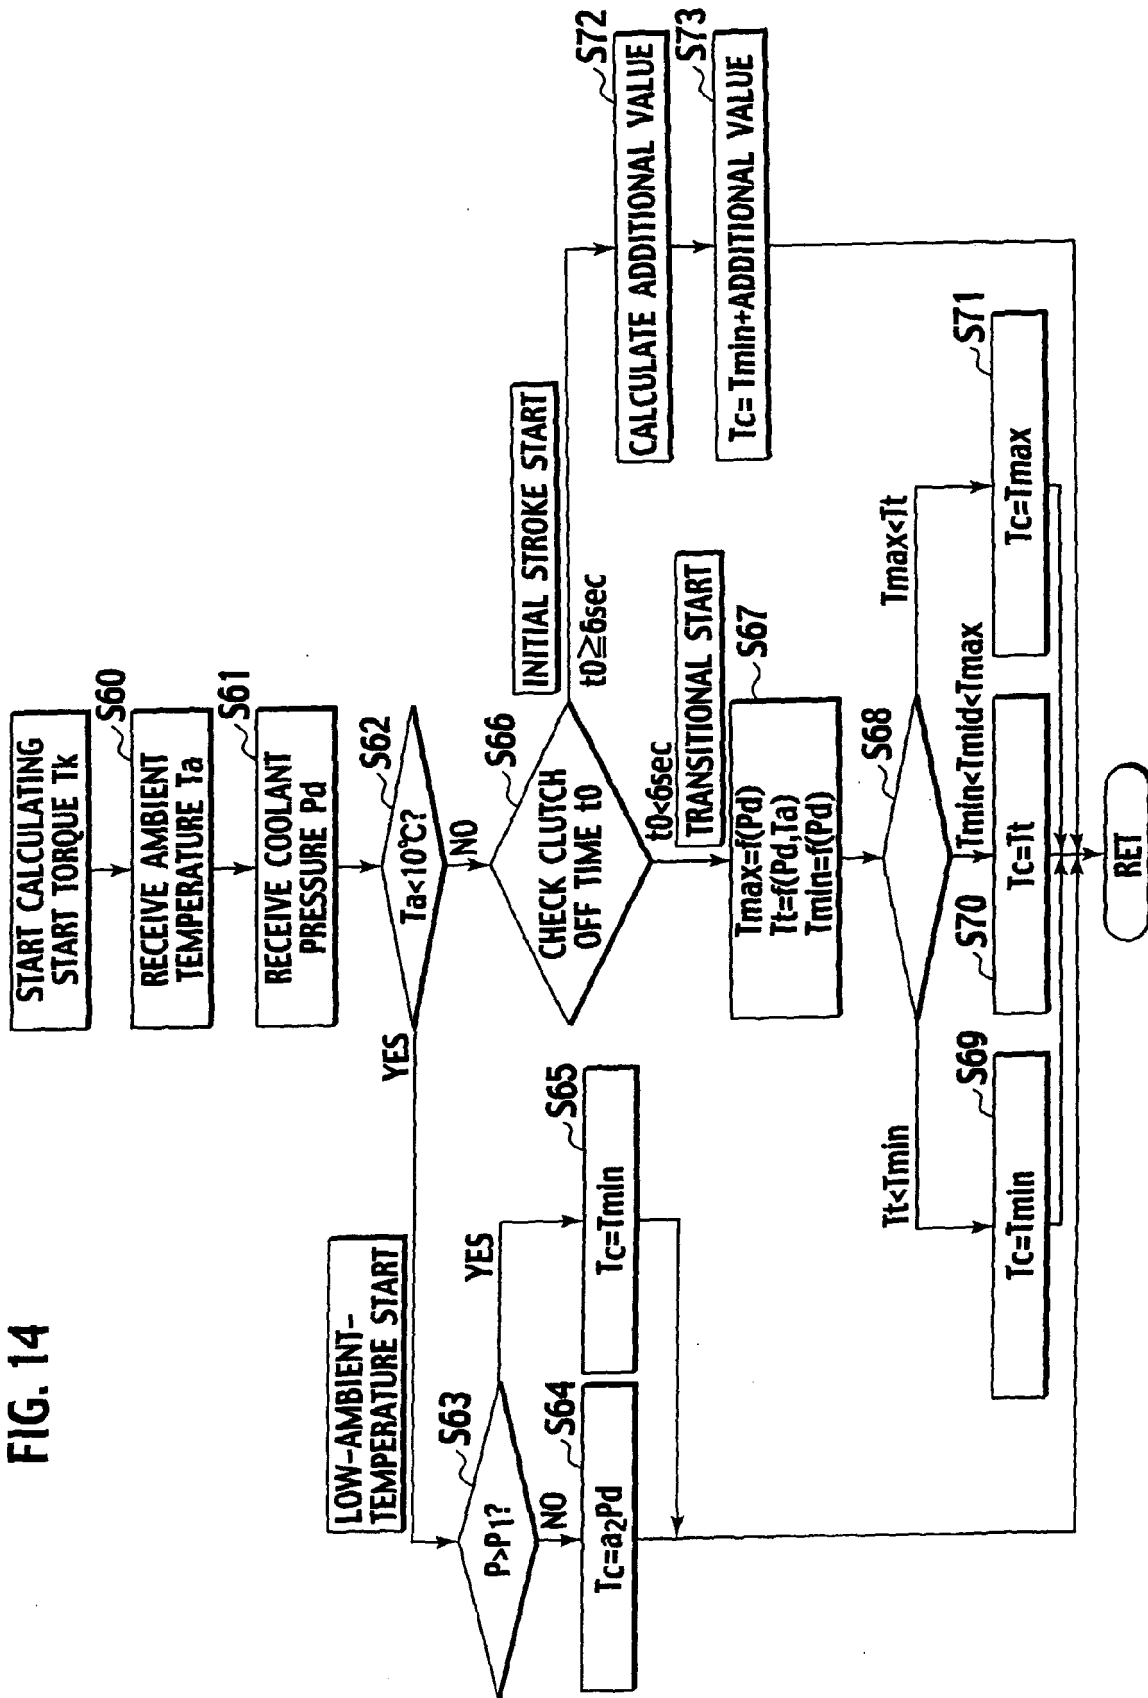 FIG. 14
START CALCULATING
START TORQUE Tk
S60
RECEIVE AMBIENT
TEMPERATURE Ta
S61
RECEIVE COOLANT
PRESSURE Pd
S62
Ta<10℃?
YES
NO
LOW-AMBIENT-
TEMPERATURE START
S63
P>P1?
YES
NO
S64
Tc=a2Pd
S65
Tc=Tmin
S66
CHECK CLUTCH
OFF TIME t0
INITIAL STROKE START
t0≧6sec
S72
CALCULATE ADDITIONAL VALUE
S73
Tc=Tmin+ADDITIONAL VALUE
t0<6sec
TRANSITIONAL START
S67
Tmax=f(Pd)
Tt=f(Pd,Ta)
Tmin=f(Pd)
S68
Tt<Tmin
Tmin<Tmid<Tmax
Tmax<Tt
S69
Tc=Tmin
S70
Tc=Tt
S71
Tc=Tmax
RET